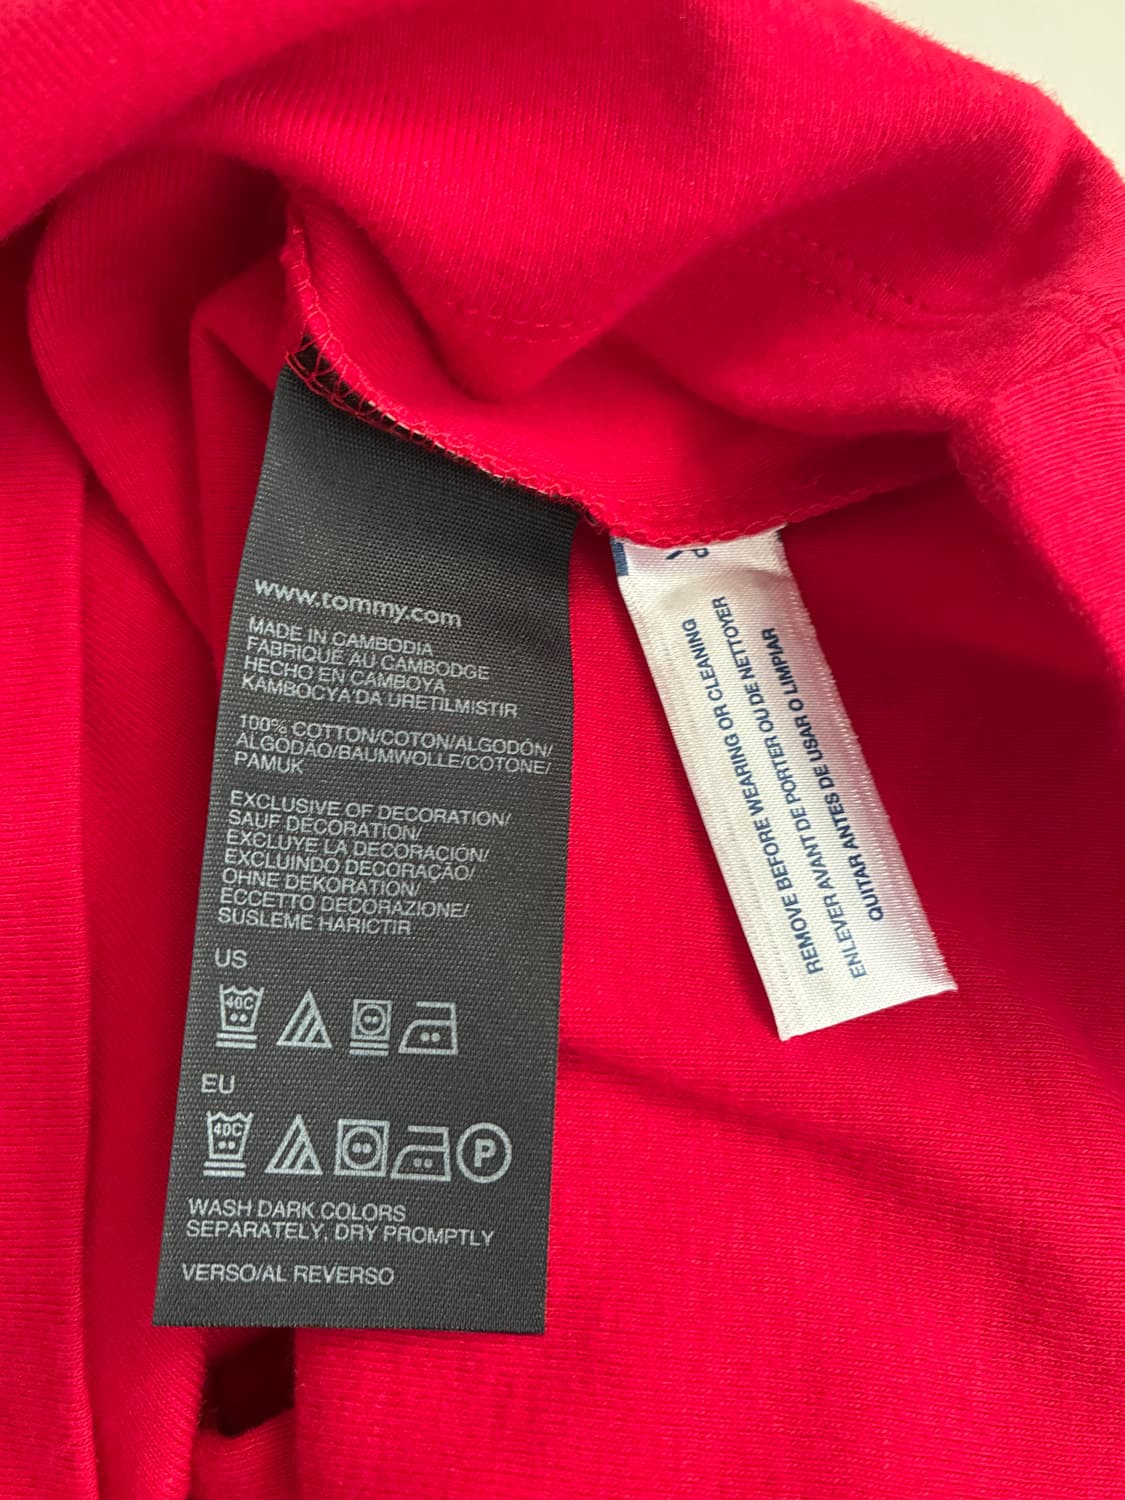 www.tommy.com
MADE IN CAMBODIA
FABRIQUÉ AU CAMBODGE
HECHO EN CAMBOYA
KAMBOCYA'DA URETILMISTIR
100% COTTON/COTON/ALGODÓN/
ALGODÃO/BAUMWOLLE/COTONE/
PAMUK
EXCLUSIVE OF DECORATION/
SAUF DECORATION/
EXCLUYE LA DECORACIÓN/
EXCLUINDO DECORAÇAO/
OHNE DEKORATION/
ECCETTO DECORAZIONE/
SUSLEME HARICTIR
US
40C
EU
40C
P
WASH DARK COLORS
SEPARATELY, DRY PROMPTLY
VERSO/AL REVERSO
REMOVE BEFORE WEARING OR CLEANING
ENLEVER AVANT DE PORTER OU DE NETTOYER
QUITAR ANTES DE USAR O LIMPIAR